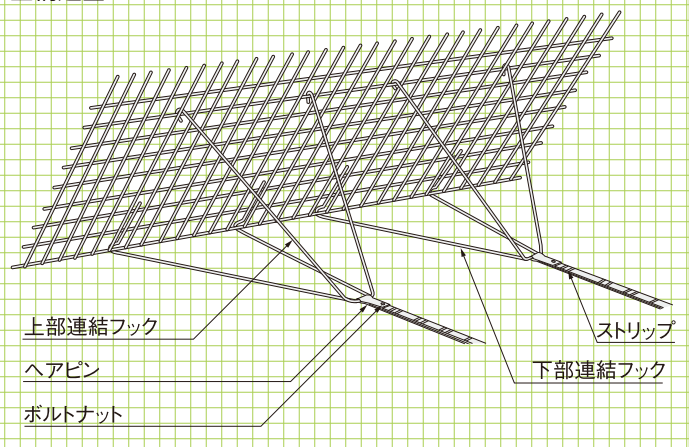 上部連結フック
ヘアピン
ボルトナット
ストリップ
下部連結フック